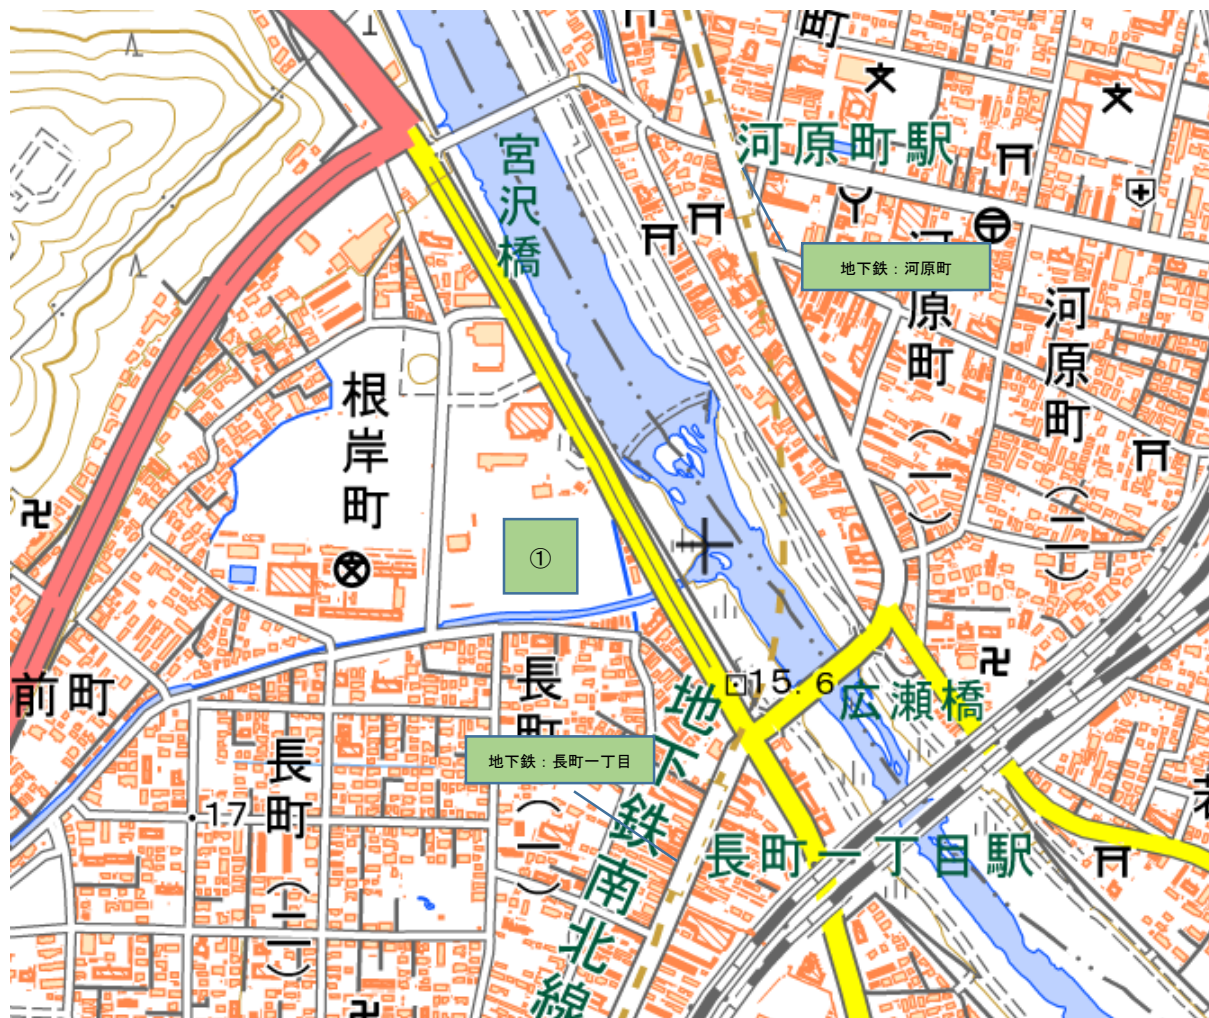 町
宮沢橋
河原町駅
地下鉄：河原町
河原町（一）
河原町（二）
根岸町
①
前町
長町（一）
地下鉄南北線
15.6
広瀬橋
地下鉄：長町一丁目
長町（二）
・17
長町一丁目駅